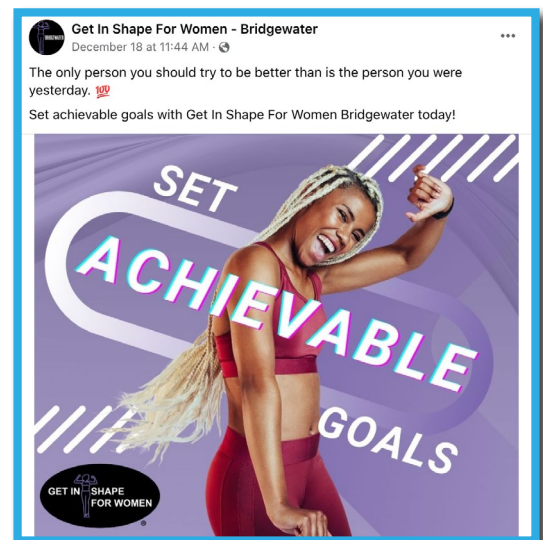 Get In Shape For Women - Bridgewater
December 18 at 11:44 AM ·
The only person you should try to be better than is the person you were
yesterday. 💯
Set achievable goals with Get In Shape For Women Bridgewater today!
SET
ACHIEVABLE
GOALS
GET IN SHAPE
FOR WOMEN
®